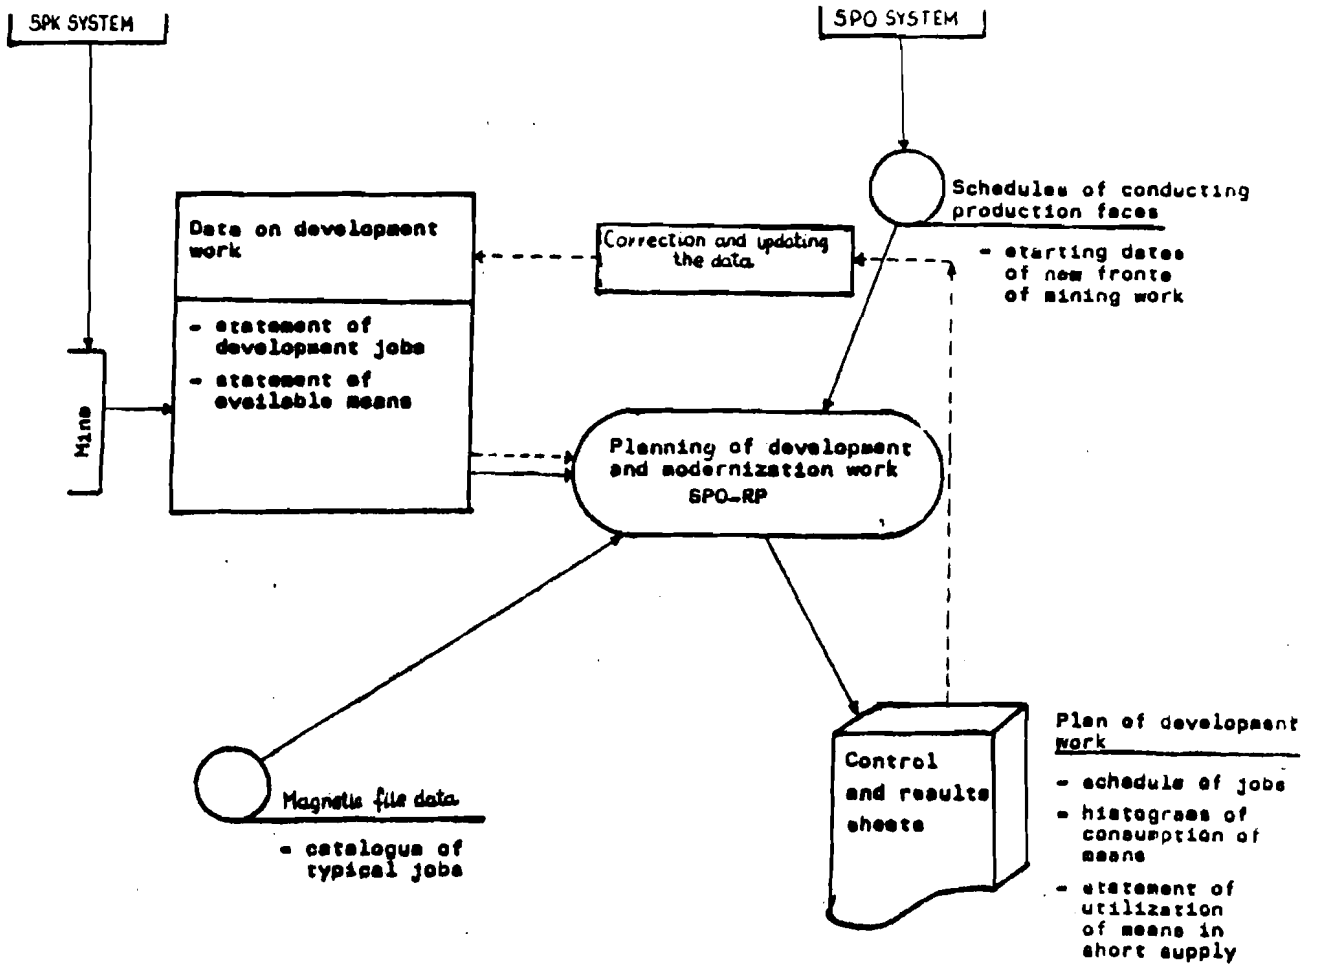 SPK SYSTEM
SPO SYSTEM
Schedules of conducting
production faces
- starting dates
of new fronts
of mining work
Data on development
work
- statement of
development jobs
- statement of
available means
Correction and updating
the data
Mine
Planning of development
and modernization work
SPO-RP
Magnetic file data
- catalogue of
typical jobs
Control
and results
sheets
Plan of development
work
- schedule of jobs
- histograms of
consumption of
means
- statement of
utilization
of means in
short supply